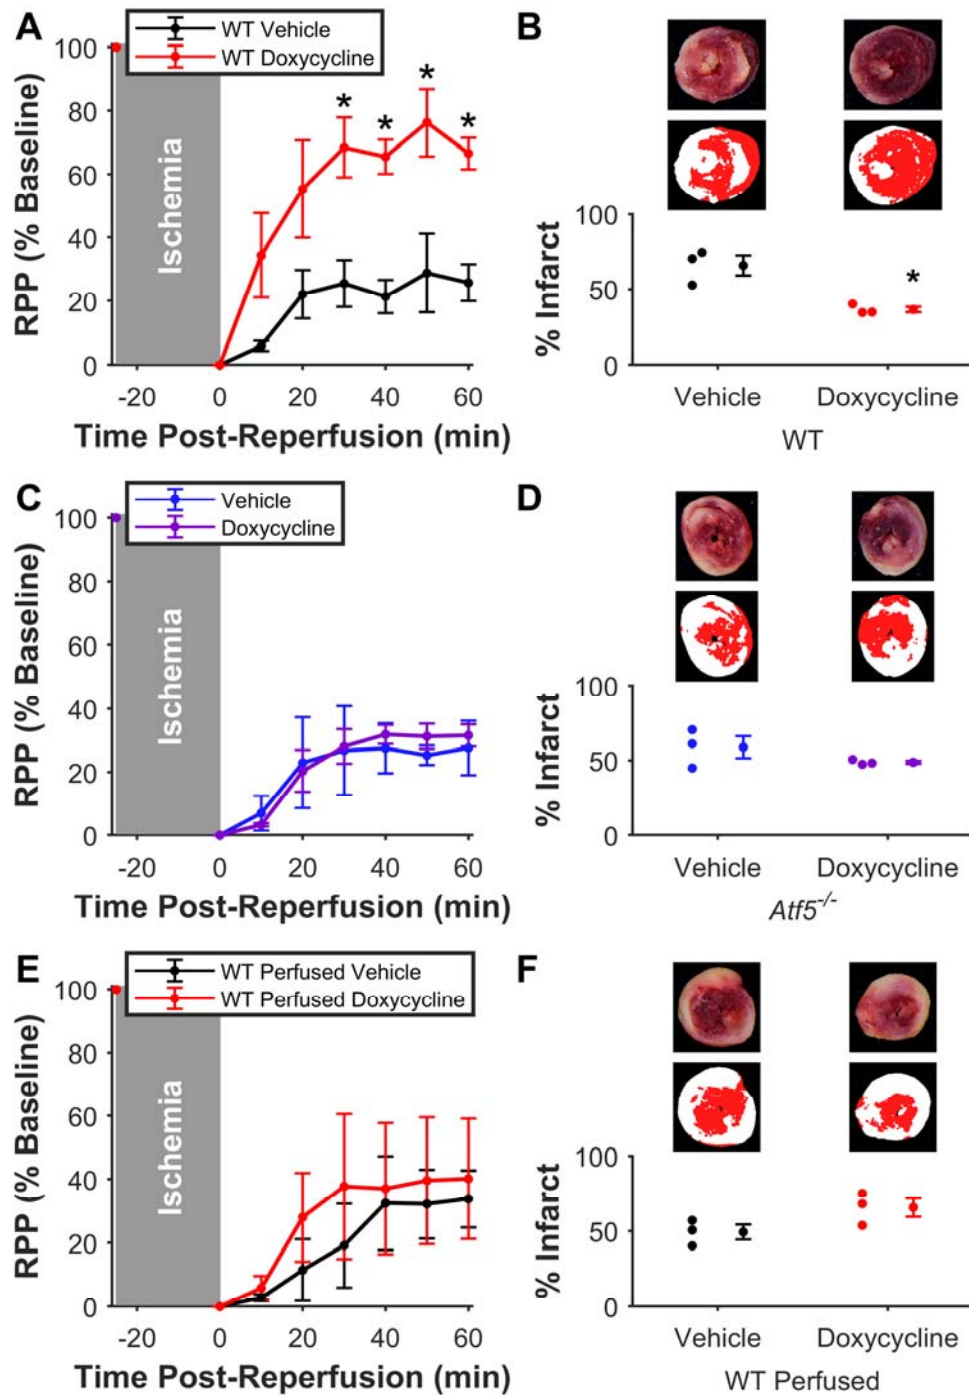 A
WT Vehicle
WT Doxycycline
RPP (% Baseline)
100
80
60
40
20
0
Ischemia
* * * *
-20 0 20 40 60
Time Post-Reperfusion (min)
B
% Infarct
100
50
0
*
Vehicle Doxycycline
WT
C
Vehicle
Doxycycline
RPP (% Baseline)
100
80
60
40
20
0
Ischemia
-20 0 20 40 60
Time Post-Reperfusion (min)
D
% Infarct
100
50
0
Vehicle Doxycycline
Atf5-/-
E
WT Perfused Vehicle
WT Perfused Doxycycline
RPP (% Baseline)
100
80
60
40
20
0
Ischemia
-20 0 20 40 60
Time Post-Reperfusion (min)
F
% Infarct
100
50
0
Vehicle Doxycycline
WT Perfused